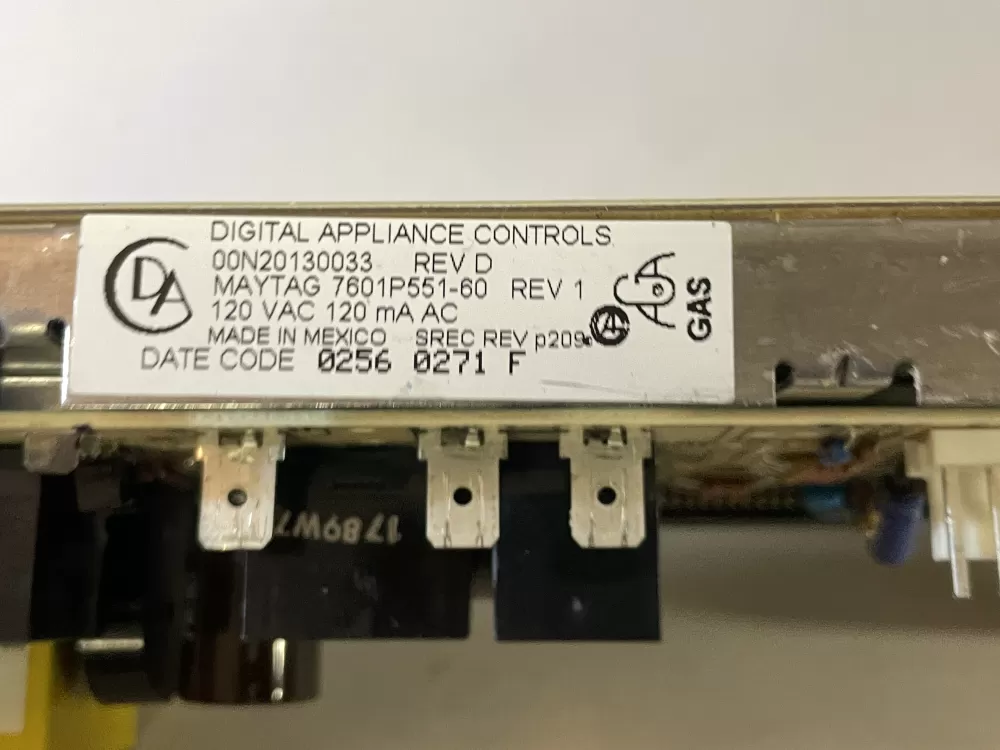 DIGITAL APPLIANCE CONTROLS
00N20130033 REV D
MAYTAG 7601P551-60 REV 1
120 VAC 120 mA AC
MADE IN MEXICO SREC REV p209
DATE CODE 0256 0271 F
DA
GAS
1789W7